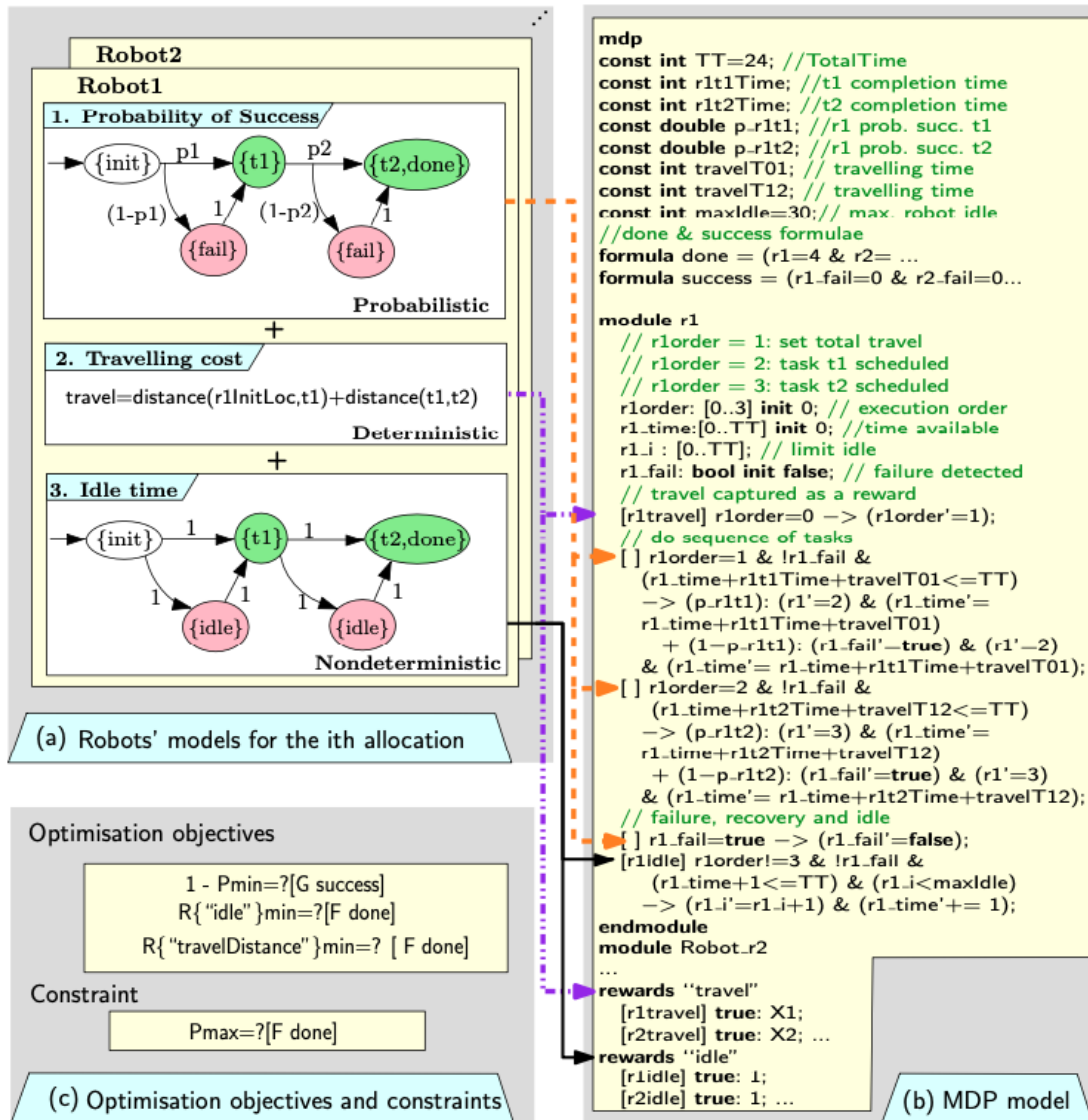 ⋰
Robot2
Robot1
1. Probability of Success
{init}
p1
{t1}
p2
{t2,done}
(1-p1)
1
(1-p2)
1
{fail}
{fail}
Probabilistic
+
2. Travelling cost
travel=distance(r1InitLoc,t1)+distance(t1,t2)
Deterministic
+
3. Idle time
{init}
1
{t1}
1
{t2,done}
1
1
1
1
{idle}
{idle}
Nondeterministic
(a) Robots' models for the ith allocation
Optimisation objectives
1 - Pmin=?[G success]
R{“idle”}min=?[F done]
R{“travelDistance”}min=? [ F done]
Constraint
Pmax=?[F done]
(c) Optimisation objectives and constraints
mdp
const int TT=24; //TotalTime
const int r1t1Time; //t1 completion time
const int r1t2Time; //t2 completion time
const double p_r1t1; //r1 prob. succ. t1
const double p_r1t2; //r1 prob. succ. t2
const int travelT01; // travelling time
const int travelT12; // travelling time
const int maxIdle=30;// max. robot idle
//done & success formulae
formula done = (r1=4 & r2= ...
formula success = (r1_fail=0 & r2_fail=0...
module r1
// r1order = 1: set total travel
// r1order = 2: task t1 scheduled
// r1order = 3: task t2 scheduled
r1order: [0..3] init 0; // execution order
r1_time:[0..TT] init 0; //time available
r1_i : [0..TT]; // limit idle
r1_fail: bool init false; // failure detected
// travel captured as a reward
[r1travel] r1order=0 −> (r1order'=1);
// do sequence of tasks
[ ] r1order=1 & !r1_fail &
(r1_time+r1t1Time+travelT01<=TT)
−> (p_r1t1): (r1'=2) & (r1_time'=
r1_time+r1t1Time+travelT01)
+ (1−p_r1t1): (r1_fail'=true) & (r1'=2)
& (r1_time'= r1_time+r1t1Time+travelT01);
[ ] r1order=2 & !r1_fail &
(r1_time+r1t2Time+travelT12<=TT)
−> (p_r1t2): (r1'=3) & (r1_time'=
r1_time+r1t2Time+travelT12)
+ (1−p_r1t2): (r1_fail'=true) & (r1'=3)
& (r1_time'= r1_time+r1t2Time+travelT12);
// failure, recovery and idle
[ ] r1_fail=true −> (r1_fail'=false);
[r1idle] r1order!=3 & !r1_fail &
(r1_time+1<=TT) & (r1_i<maxIdle)
−> (r1_i'=r1_i+1) & (r1_time'+= 1);
endmodule
module Robot_r2
...
rewards “travel”
[r1travel] true: X1;
[r2travel] true: X2; ...
rewards “idle”
[r1idle] true: 1;
[r2idle] true: 1; ...
(b) MDP model